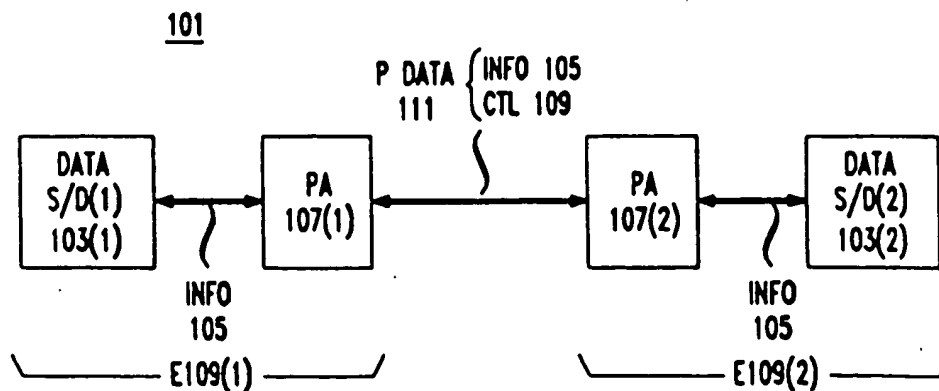 101
P DATA
111
INFO 105
CTL 109
DATA
S/D(1)
103(1)
PA
107(1)
PA
107(2)
DATA
S/D(2)
103(2)
INFO
105
INFO
105
E109(1)
E109(2)